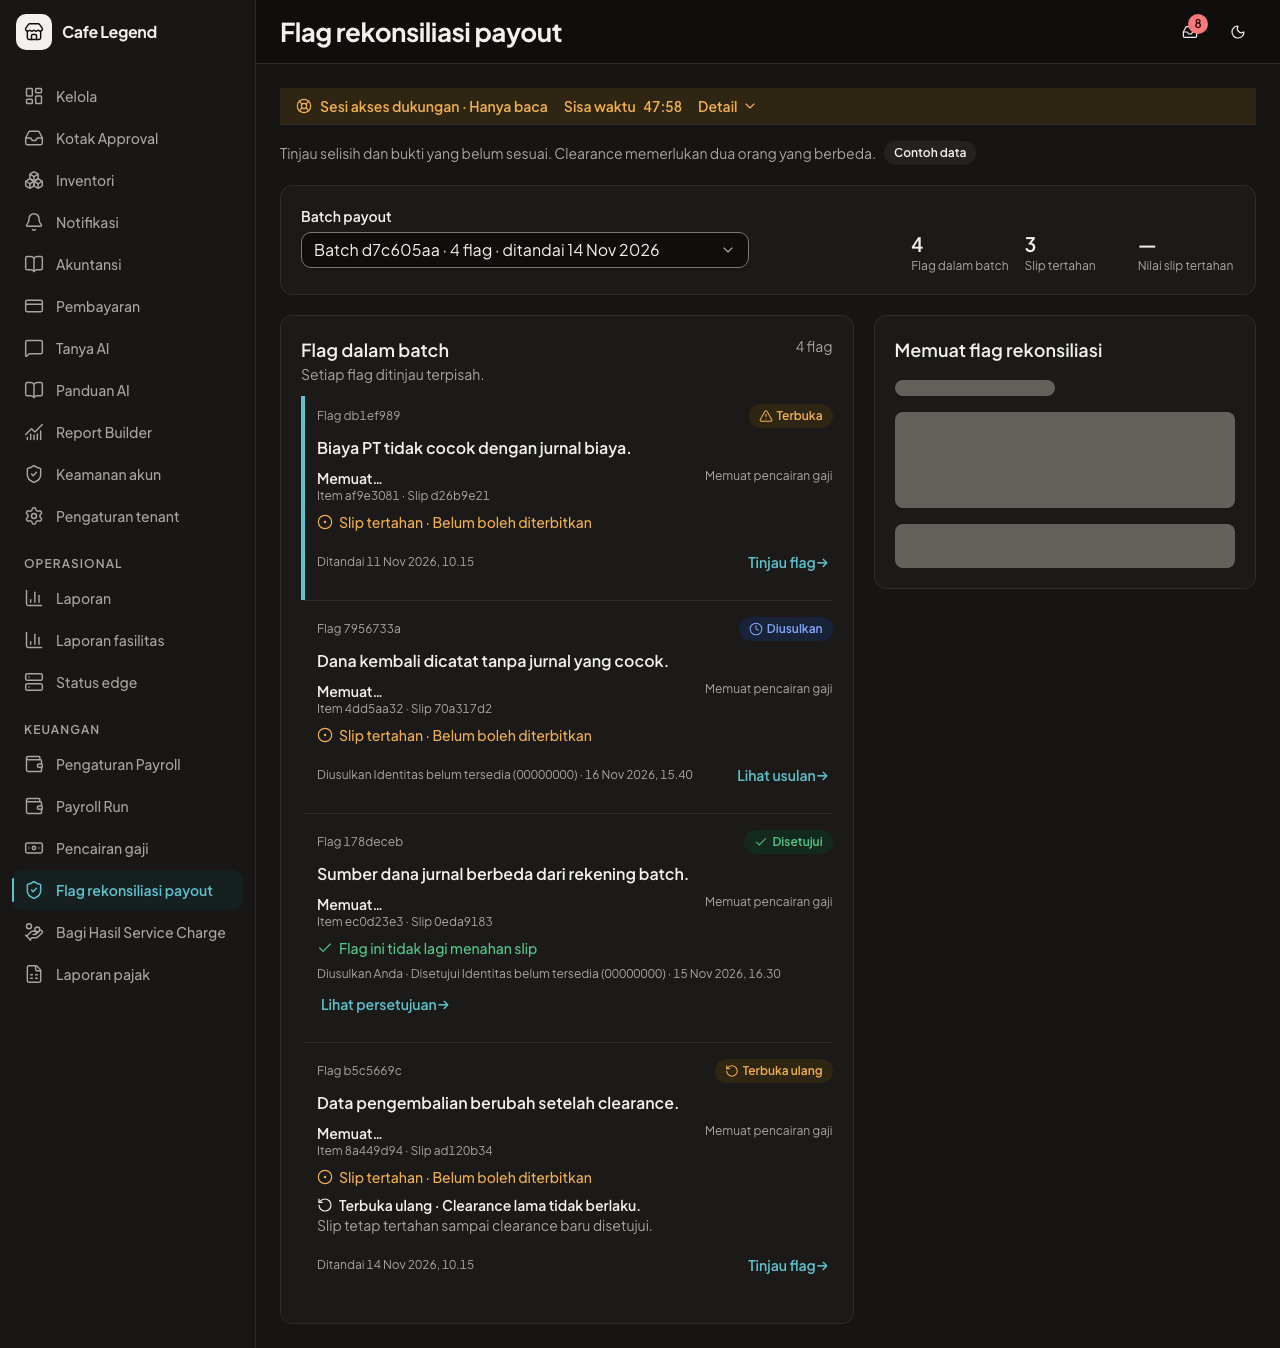 Cafe Legend
Flag rekonsiliasi payout
8
Kelola
Kotak Approval
Inventori
Notifikasi
Akuntansi
Pembayaran
Tanya AI
Panduan AI
Report Builder
Keamanan akun
Pengaturan tenant
OPERASIONAL
Laporan
Laporan fasilitas
Status edge
KEUANGAN
Pengaturan Payroll
Payroll Run
Pencairan gaji
Flag rekonsiliasi payout
Bagi Hasil Service Charge
Laporan pajak
Sesi akses dukungan · Hanya baca Sisa waktu 47:58 Detail
Tinjau selisih dan bukti yang belum sesuai. Clearance memerlukan dua orang yang berbeda. Contoh data
Batch payout
Batch d7c605aa · 4 flag · ditandai 14 Nov 2026
4
Flag dalam batch
3
Slip tertahan
—
Nilai slip tertahan
Flag dalam batch
4 flag
Setiap flag ditinjau terpisah.
Flag db1ef989
Terbuka
Biaya PT tidak cocok dengan jurnal biaya.
Memuat…
Memuat pencairan gaji
Item af9e3081 · Slip d26b9e21
Slip tertahan · Belum boleh diterbitkan
Ditandai 11 Nov 2026, 10.15
Tinjau flag→
Flag 7956733a
Diusulkan
Dana kembali dicatat tanpa jurnal yang cocok.
Memuat…
Memuat pencairan gaji
Item 4dd5aa32 · Slip 70a317d2
Slip tertahan · Belum boleh diterbitkan
Diusulkan Identitas belum tersedia (00000000) · 16 Nov 2026, 15.40
Lihat usulan→
Flag 178deceb
Disetujui
Sumber dana jurnal berbeda dari rekening batch.
Memuat…
Memuat pencairan gaji
Item ec0d23e3 · Slip 0eda9183
Flag ini tidak lagi menahan slip
Diusulkan Anda · Disetujui Identitas belum tersedia (00000000) · 15 Nov 2026, 16.30
Lihat persetujuan→
Flag b5c5669c
Terbuka ulang
Data pengembalian berubah setelah clearance.
Memuat…
Memuat pencairan gaji
Item 8a449d94 · Slip ad120b34
Slip tertahan · Belum boleh diterbitkan
Terbuka ulang · Clearance lama tidak berlaku.
Slip tetap tertahan sampai clearance baru disetujui.
Ditandai 14 Nov 2026, 10.15
Tinjau flag→
Memuat flag rekonsiliasi